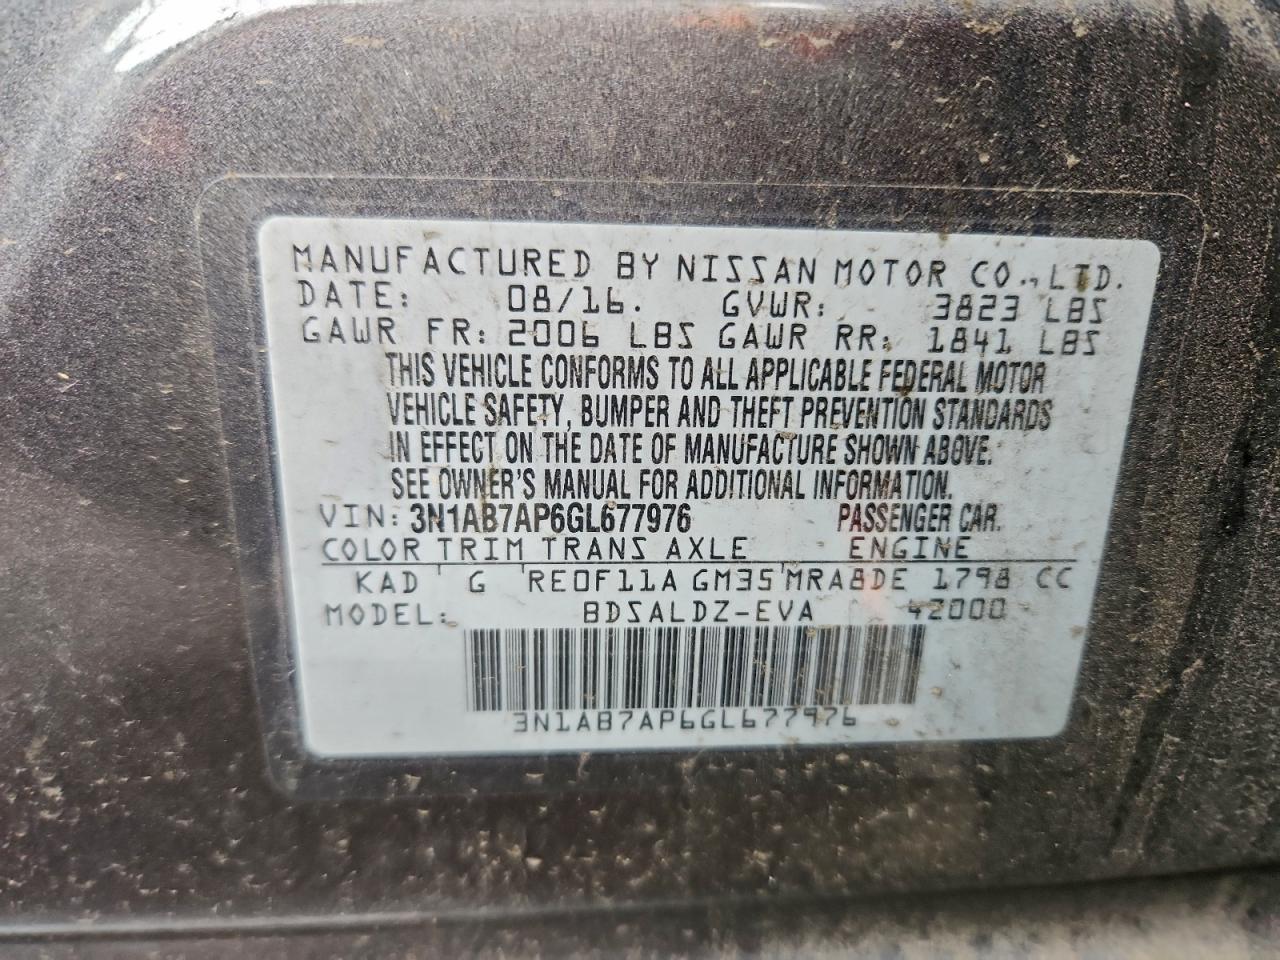 MANUFACTURED BY NISSAN MOTOR CO.,LTD.
DATE: 08/16. GVWR: 3823 LBS
GAWR FR: 2006 LBS GAWR RR: 1841 LBS
THIS VEHICLE CONFORMS TO ALL APPLICABLE FEDERAL MOTOR
VEHICLE SAFETY, BUMPER AND THEFT PREVENTION STANDARDS
IN EFFECT ON THE DATE OF MANUFACTURE SHOWN ABOVE.
SEE OWNER'S MANUAL FOR ADDITIONAL INFORMATION.
VIN: 3N1AB7AP6GL677976 PASSENGER CAR.
COLOR TRIM TRANS AXLE ENGINE
KAD G RE0F11A GM35 MRA8DE 1798 CC
MODEL: BDSALDZ-EVA 42000
3N1AB7AP6GL677976